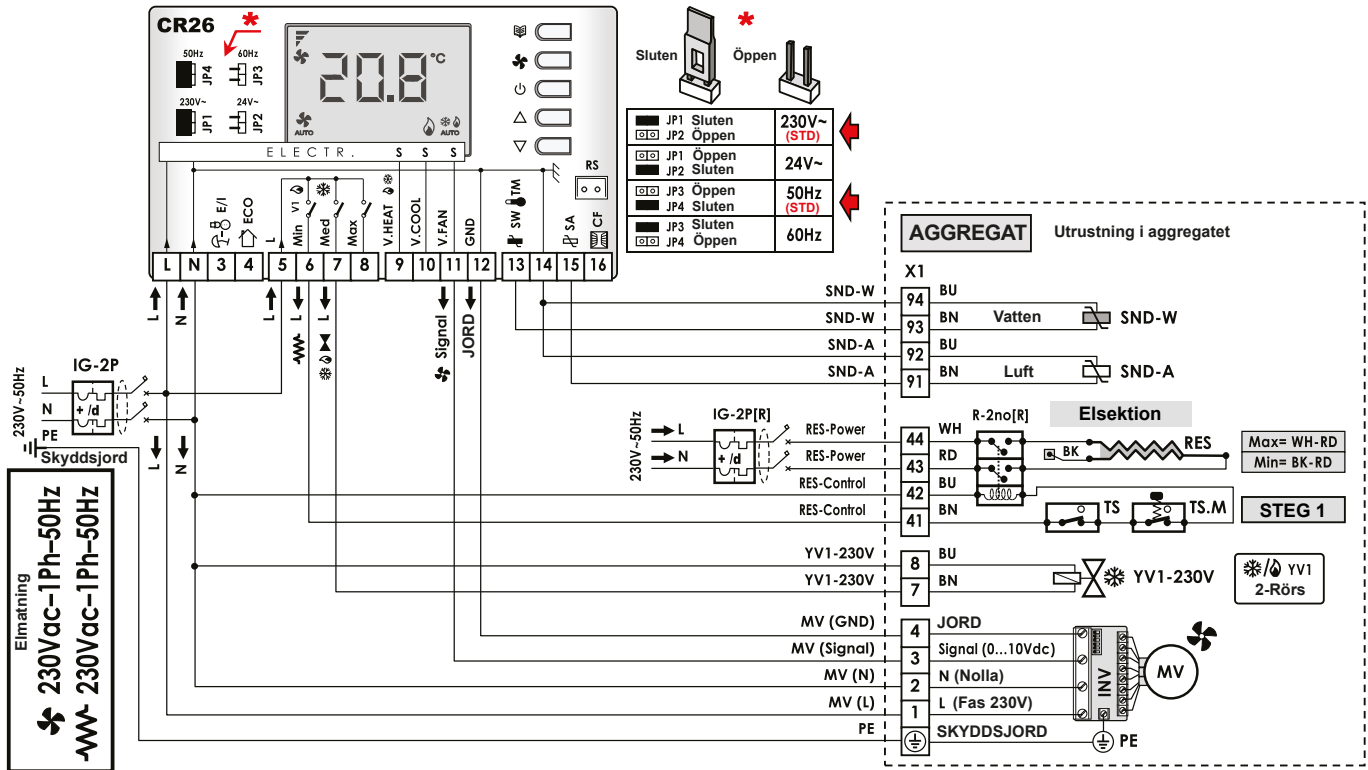 CR26
*
50Hz
JP4
60Hz
JP3
230V~
JP1
24V~
JP2
20.8°C
AUTO
AUTO
ELECTR.
S S S
E/I
ECO
L
Min
V1
Med
Max
V.HEAT
V.COOL
V.FAN
GND
SW
TM
SA
CF
RS
L N 3 4 5 6 7 8 9 10 11 12 13 14 15 16
L
N
L
L
L
Signal
JORD
*
Sluten
Öppen
JP1 Sluten
JP2 Öppen
230V~
(STD)
JP1 Öppen
JP2 Sluten
24V~
JP3 Öppen
JP4 Sluten
50Hz
(STD)
JP3 Sluten
JP4 Öppen
60Hz
AGGREGAT
Utrustning i aggregatet
X1
SND-W 94 BU
SND-W 93 BN
Vatten
SND-W
SND-A 92 BU
SND-A 91 BN
Luft
SND-A
IG-2P
230V~50Hz
L
N
+ /d
PE
Skyddsjord
L
N
IG-2P[R]
230V~50Hz
L
N
+ /d
RES-Power 44 WH
RES-Power 43 RD
RES-Control 42 BU
RES-Control 41 BN
R-2no[R]
Elsektion
BK
RES
Max= WH-RD
Min= BK-RD
TS
TS.M
STEG 1
YV1-230V 8 BU
YV1-230V 7 BN
YV1-230V
/ YV1
2-Rörs
MV (GND) 4 JORD
MV (Signal) 3 Signal (0...10Vdc)
MV (N) 2 N (Nolla)
MV (L) 1 L (Fas 230V)
PE SKYDDSJORD
INV
MV
PE
Elmatning
230Vac–1Ph–50Hz
230Vac–1Ph–50Hz